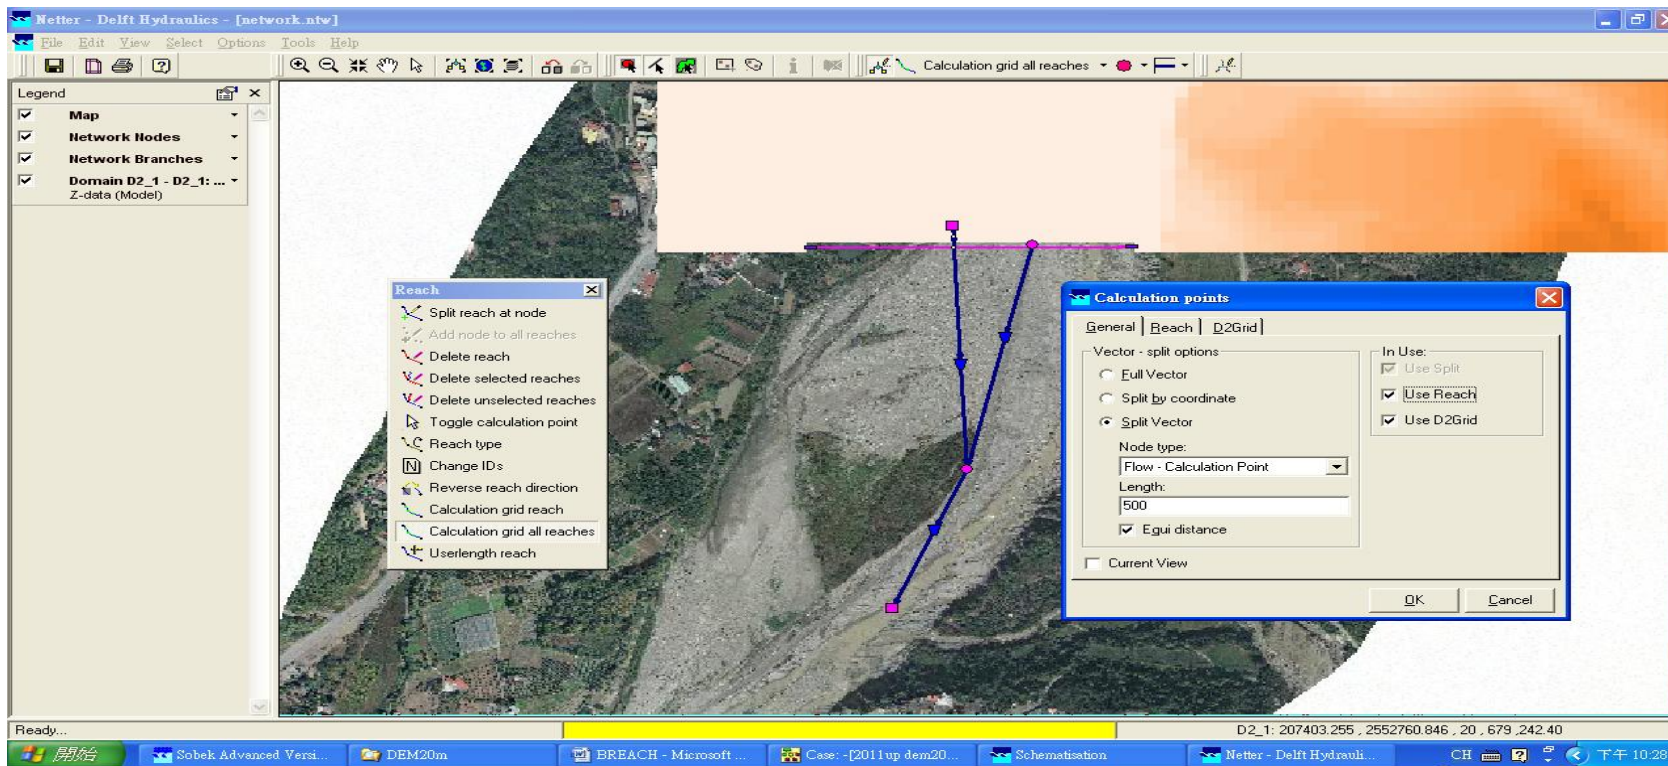 Netter - Delft Hydraulics - [network.ntw]
File Edit View Select Options Tools Help
Calculation grid all reaches
Legend
Map
Network Nodes
Network Branches
Domain D2_1 - D2_1: ...
Z-data (Model)
Reach
Split reach at node
Add node to all reaches
Delete reach
Delete selected reaches
Delete unselected reaches
Toggle calculation point
Reach type
Change IDs
Reverse reach direction
Calculation grid reach
Calculation grid all reaches
Userlength reach
Calculation points
General Reach D2Grid
Vector - split options
Full Vector
Split by coordinate
Split Vector
Node type:
Flow - Calculation Point
Length:
500
Equi distance
Current View
In Use:
Use Split
Use Reach
Use D2Grid
OK Cancel
Ready...
D2_1: 207403.255 , 2552760.846 , 20 , 679 ,242.40
開始 Sobek Advanced Versi... DEM20m BREACH - Microsoft ... Case: -[2011up dem20... Schematisation Netter - Delft Hydrauli... CH 下午 10:28